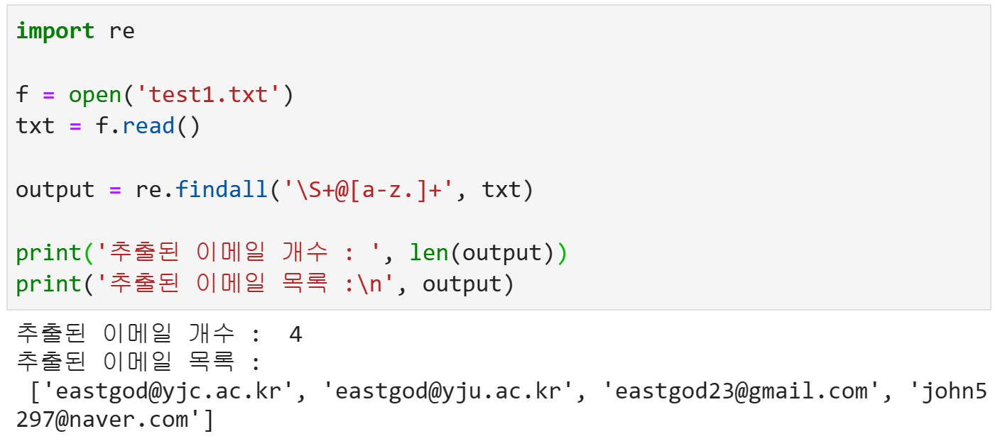 import re
f = open('test1.txt')
txt = f.read()
output = re.findall('\S+@[a-z.]+', txt)
print('추출된 이메일 개수 : ', len(output))
print('추출된 이메일 목록 :\n', output)
추출된 이메일 개수 :  4
추출된 이메일 목록 :
 ['eastgod@yjc.ac.kr', 'eastgod@yju.ac.kr', 'eastgod23@gmail.com', 'john5
297@naver.com']